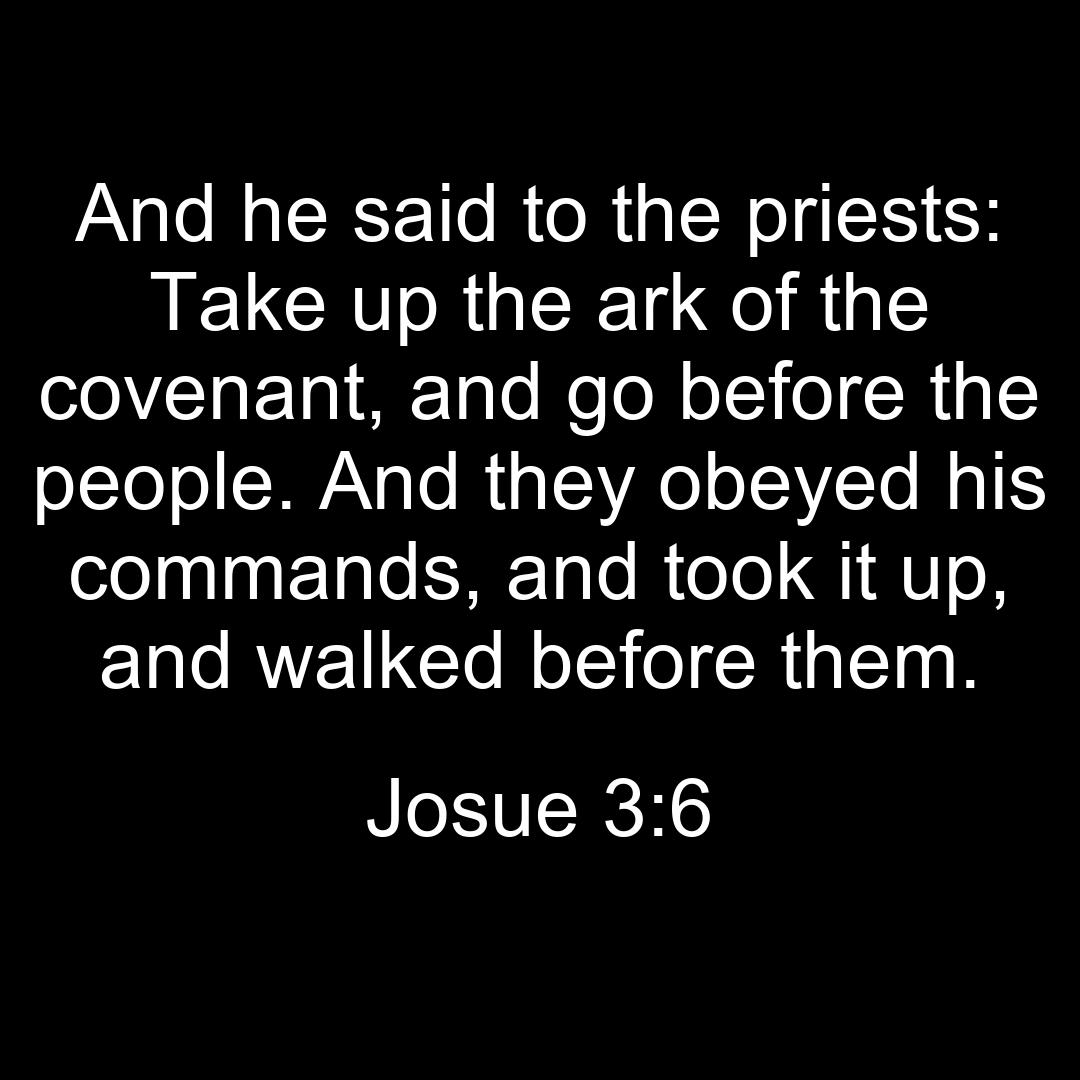 And he said to the priests:
Take up the ark of the
covenant, and go before the
people. And they obeyed his
commands, and took it up,
and walked before them.
Josue 3:6